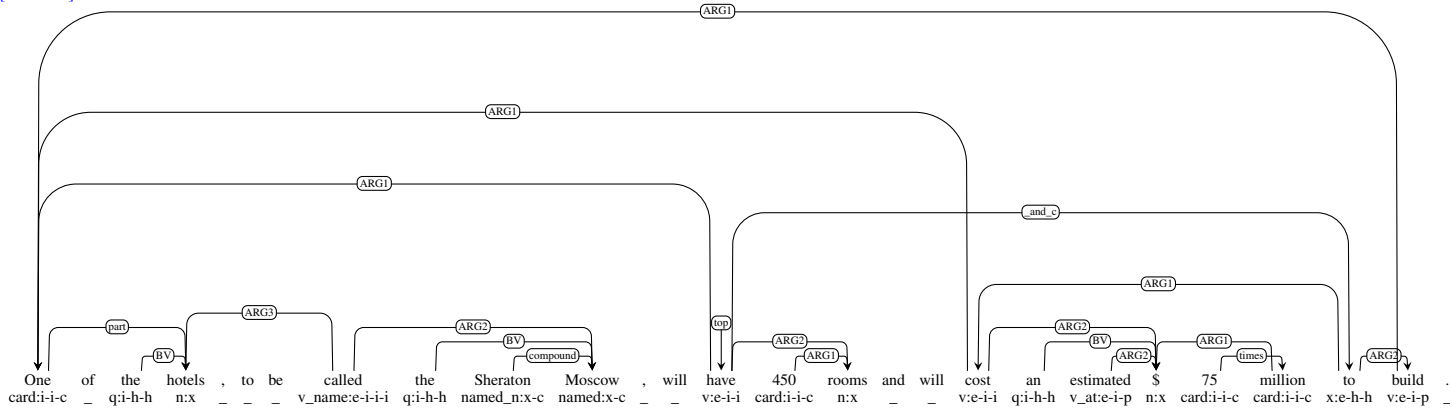 ARG1
ARG1
ARG1
_and_c
ARG1
ARG3
top
part ARG2 ARG2 ARG2
BV BV BV ARG1 ARG2
compound ARG1 ARG2 times
One of the hotels , to be called the Sheraton Moscow , will have 450 rooms and will cost an estimated $ 75 million to build .
card:i-i-c _ q:i-h-h n:x _ _ _ v_name:e-i-i-i q:i-h-h named_n:x-c named:x-c _ _ v:e-i-i card:i-i-c n:x _ _ v:e-i-i q:i-h-h v_at:e-i-p n:x card:i-i-c card:i-i-c x:e-h-h v:e-i-p _